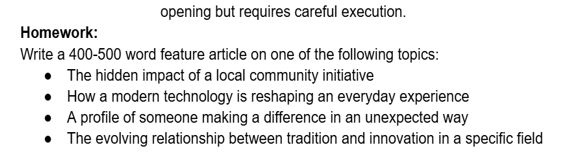 opening but requires careful execution.
Homework:
Write a 400-500 word feature article on one of the following topics:
● The hidden impact of a local community initiative
● How a modern technology is reshaping an everyday experience
● A profile of someone making a difference in an unexpected way
● The evolving relationship between tradition and innovation in a specific field